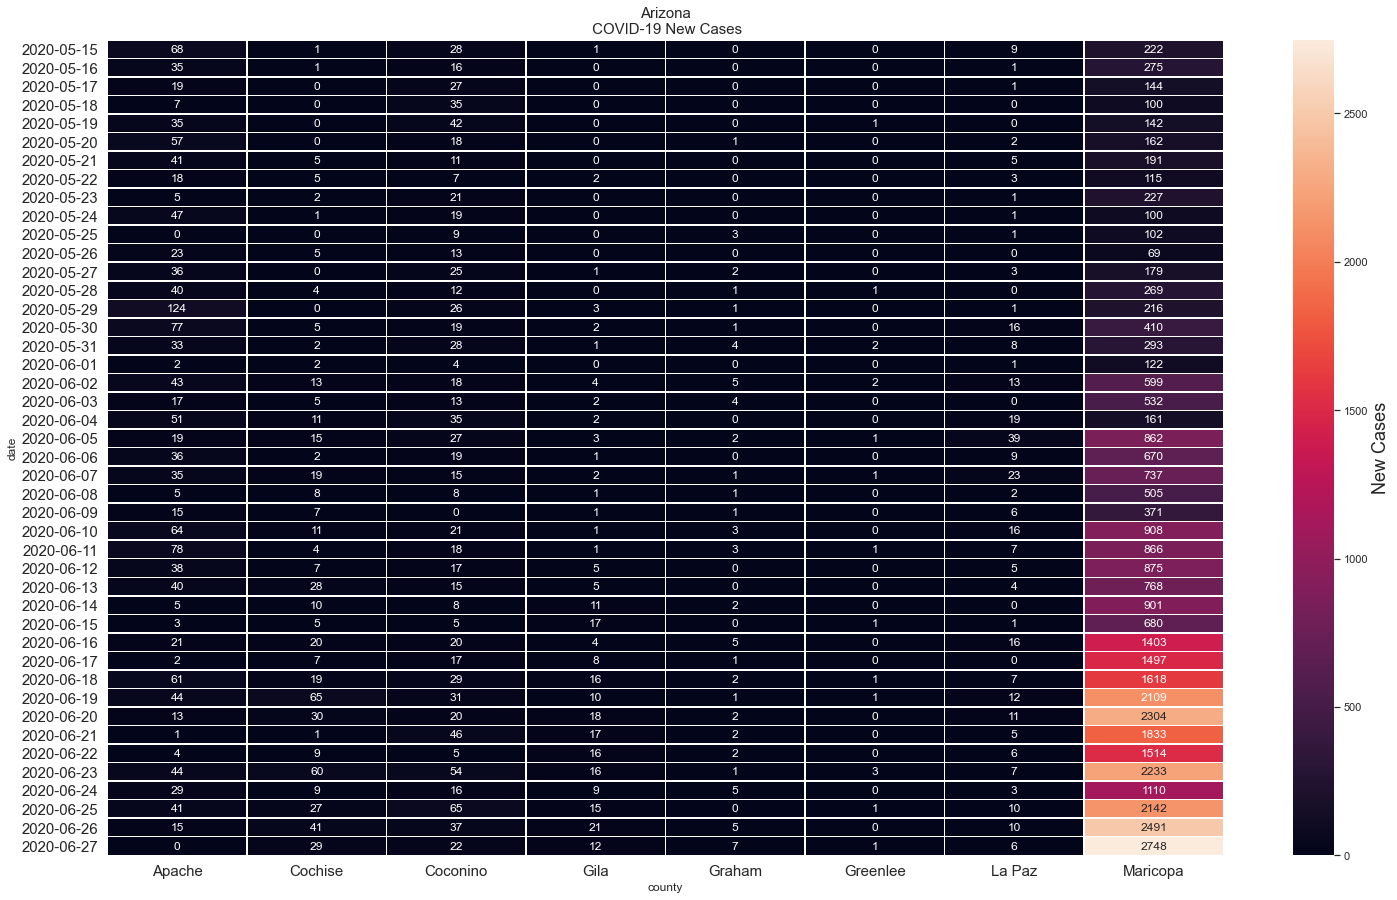 Arizona
COVID-19 New Cases
2020-05-15 68 1 28 1 0 0 9 222
2020-05-16 35 1 16 0 0 0 1 275
2020-05-17 19 0 27 0 0 0 1 144
2020-05-18 7 0 35 0 0 0 0 100
2020-05-19 35 0 42 0 0 1 0 142
2020-05-20 57 0 18 0 1 0 2 162
2020-05-21 41 5 11 0 0 0 5 191
2020-05-22 18 5 7 2 0 0 3 115
2020-05-23 5 2 21 0 0 0 1 227
2020-05-24 47 1 19 0 0 0 1 100
2020-05-25 0 0 9 0 3 0 1 102
2020-05-26 23 5 13 0 0 0 0 69
2020-05-27 36 0 25 1 2 0 3 179
2020-05-28 40 4 12 0 1 1 0 269
2020-05-29 124 0 26 3 1 0 1 216
2020-05-30 77 5 19 2 1 0 16 410
2020-05-31 33 2 28 1 4 2 8 293
2020-06-01 2 2 4 0 0 0 1 122
2020-06-02 43 13 18 4 5 2 13 599
2020-06-03 17 5 13 2 4 0 0 532
2020-06-04 51 11 35 2 0 0 19 161
2020-06-05 19 15 27 3 2 1 39 862
2020-06-06 36 2 19 1 0 0 9 670
2020-06-07 35 19 15 2 1 1 23 737
2020-06-08 5 8 8 1 1 0 2 505
2020-06-09 15 7 0 1 1 0 6 371
2020-06-10 64 11 21 1 3 0 16 908
2020-06-11 78 4 18 1 3 1 7 866
2020-06-12 38 7 17 5 0 0 5 875
2020-06-13 40 28 15 5 0 0 4 768
2020-06-14 5 10 8 11 2 0 0 901
2020-06-15 3 5 5 17 0 1 1 680
2020-06-16 21 20 20 4 5 0 16 1403
2020-06-17 2 7 17 8 1 0 0 1497
2020-06-18 61 19 29 16 2 1 7 1618
2020-06-19 44 65 31 10 1 1 12 2109
2020-06-20 13 30 20 18 2 0 11 2304
2020-06-21 1 1 46 17 2 0 5 1833
2020-06-22 4 9 5 16 2 0 6 1514
2020-06-23 44 60 54 16 1 3 7 2233
2020-06-24 29 9 16 9 5 0 3 1110
2020-06-25 41 27 65 15 0 1 10 2142
2020-06-26 15 41 37 21 5 0 10 2491
2020-06-27 0 29 22 12 7 1 6 2748
Apache Cochise Coconino Gila Graham Greenlee La Paz Maricopa
county
date
2500
2000
1500
1000
500
0
New Cases